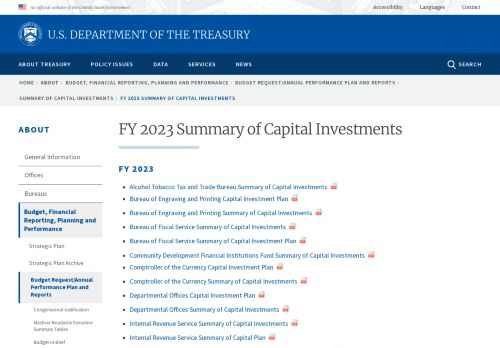 An official website of the United States Government
Accessibility Languages Contact
U.S. DEPARTMENT OF THE TREASURY
ABOUT TREASURY POLICY ISSUES DATA SERVICES NEWS SEARCH
HOME › ABOUT › BUDGET, FINANCIAL REPORTING, PLANNING AND PERFORMANCE › BUDGET REQUEST/ANNUAL PERFORMANCE PLAN AND REPORTS ›
SUMMARY OF CAPITAL INVESTMENTS › FY 2023 SUMMARY OF CAPITAL INVESTMENTS
ABOUT
General Information
Offices
Bureaus
Budget, Financial
Reporting, Planning and
Performance
Strategic Plan
Strategic Plan Archive
Budget Request/Annual
Performance Plan and
Reports
Congressional Justification
Machine Readable Executive
Summary Tables
Budget-in-Brief
FY 2023 Summary of Capital Investments
FY 2023
Alcohol Tobacco Tax and Trade Bureau Summary of Capital Investments
Bureau of Engraving and Printing Capital Investment Plan
Bureau of Engraving and Printing Summary of Capital Investments
Bureau of Fiscal Service Summary of Capital Investments
Bureau of Fiscal Service Summary of Capital Investment Plan
Community Development Financial Institutions Fund Summary of Capital Investments
Comptroller of the Currency Capital Investment Plan
Comptroller of the Currency Summary of Capital Investments
Departmental Offices Capital Investment Plan
Departmental Offices Summary of Capital Investments
Internal Revenue Service Summary of Capital Investments
Internal Revenue Service Summary of Capital Plan